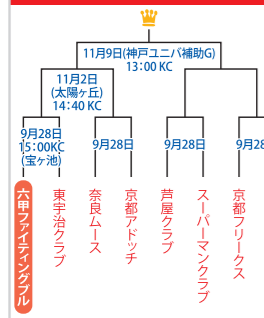 11月9日(神戸ユニバ補助G)
13:00 KC
11月2日
(太陽ヶ丘)
14:40 KC
9月28日
15:00KC
(宝ヶ池)
9月28日
9月28日
9月28
六甲ファイティングブル
東宇治クラブ
奈良ムース
京都アドッチ
芦屋クラブ
スーパーマンクラブ
京都フリークス